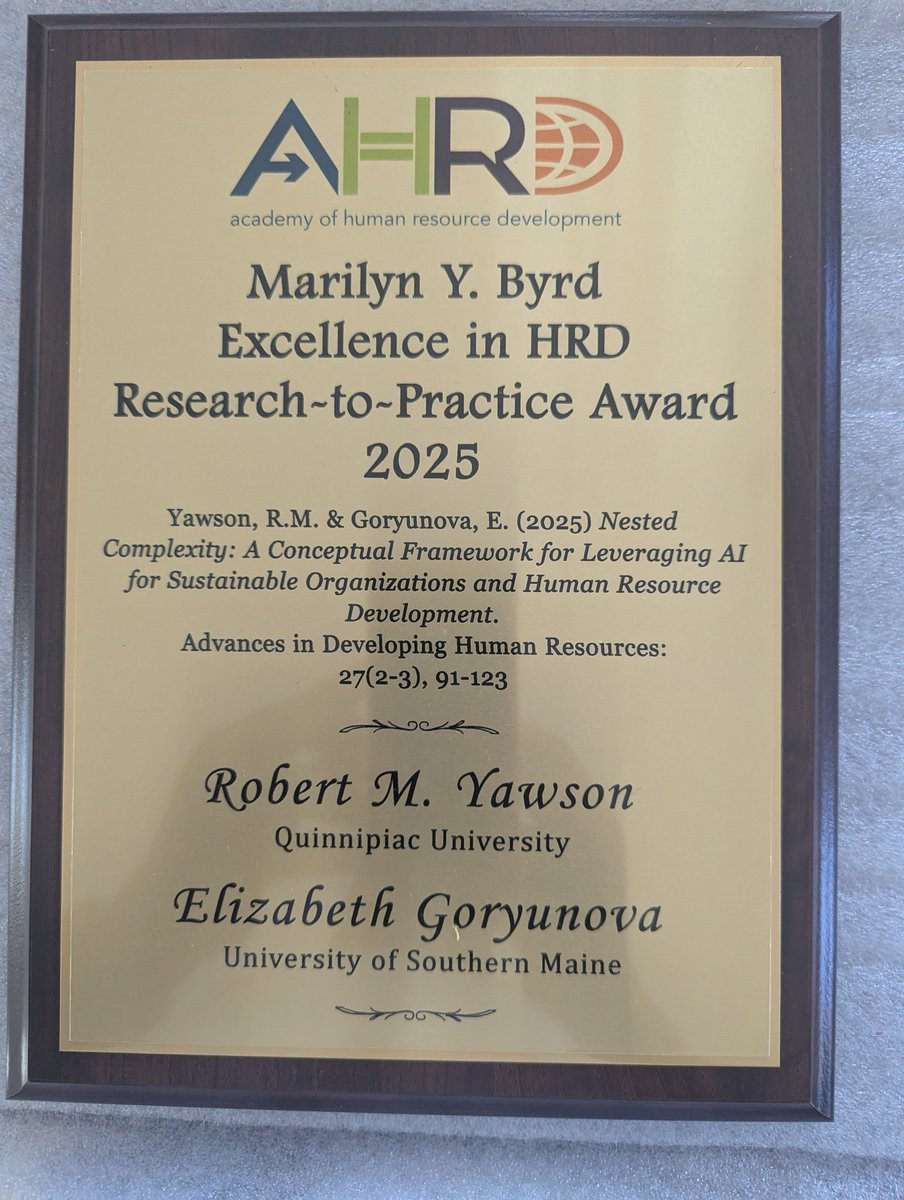 AHRD
academy of human resource development
Marilyn Y. Byrd
Excellence in HRD
Research-to-Practice Award
2025
Yawson, R.M. & Goryunova, E. (2025) Nested
Complexity: A Conceptual Framework for Leveraging AI
for Sustainable Organizations and Human Resource
Development.
Advances in Developing Human Resources:
27(2-3), 91-123
Robert M. Yawson
Quinnipiac University
Elizabeth Goryunova
University of Southern Maine